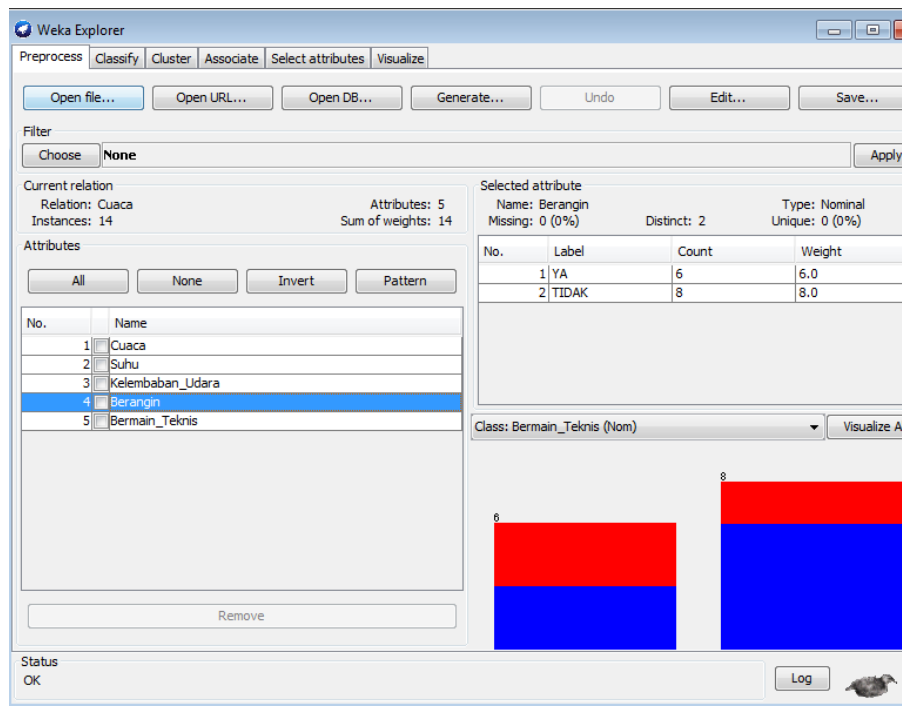 Weka Explorer
Preprocess Classify Cluster Associate Select attributes Visualize
Open file... Open URL... Open DB... Generate... Undo Edit... Save...
Filter
Choose None Apply
Current relation
Relation: Cuaca Attributes: 5
Instances: 14 Sum of weights: 14
Selected attribute
Name: Berangin Type: Nominal
Missing: 0 (0%) Distinct: 2 Unique: 0 (0%)
Attributes
All None Invert Pattern
No. Name
1 Cuaca
2 Suhu
3 Kelembaban_Udara
4 Berangin
5 Bermain_Teknis
Remove
No. Label Count Weight
1 YA 6 6.0
2 TIDAK 8 8.0
Class: Bermain_Teknis (Nom) Visualize A
6
8
Status
OK
Log